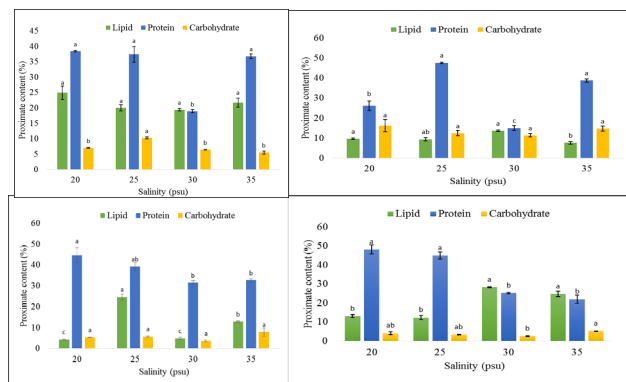 Lipid Protein Carbohydrate
Proximate content (%)
45
40
35
30
25
20
15
10
5
0
a a b
a a a
a b b
a a b
20 25 30 35
Salinity (psu)
Lipid Protein Carbohydrate
Proximate content (%)
60
50
40
30
20
10
0
a b a
ab a a
a c a
b a a
20 25 30 35
Salinity (psu)
Lipid Protein Carbohydrate
Proximate content (%)
60
50
40
30
20
10
0
c a a
a ab a
c b a
b b a
20 25 30 35
Salinity (psu)
Lipid Protein Carbohydrate
Proximate content (%)
60
50
40
30
20
10
0
b a ab
b a ab
a b b
a b a
20 25 30 35
Salinity (psu)